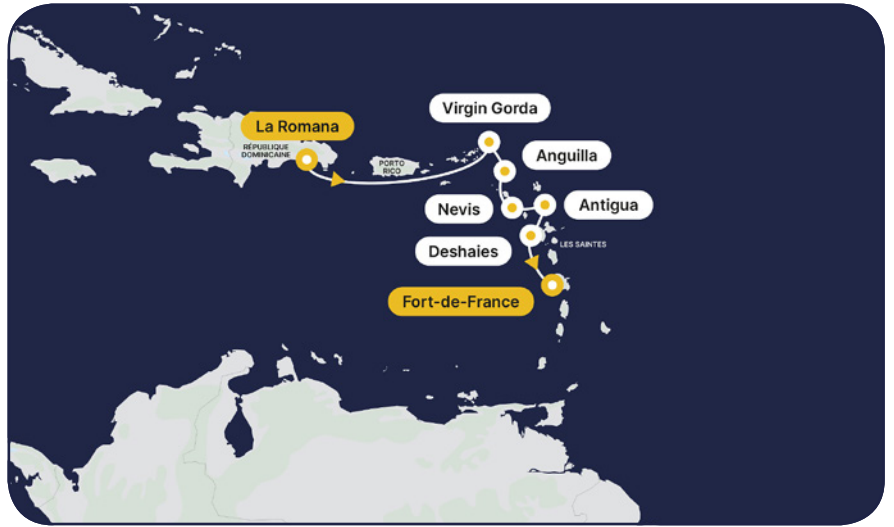 Virgin Gorda
La Romana
RÉPUBLIQUE
DOMINICAINE
PORTO
RICO
Anguilla
Nevis
Antigua
Deshaies
LES SAINTES
Fort-de-France